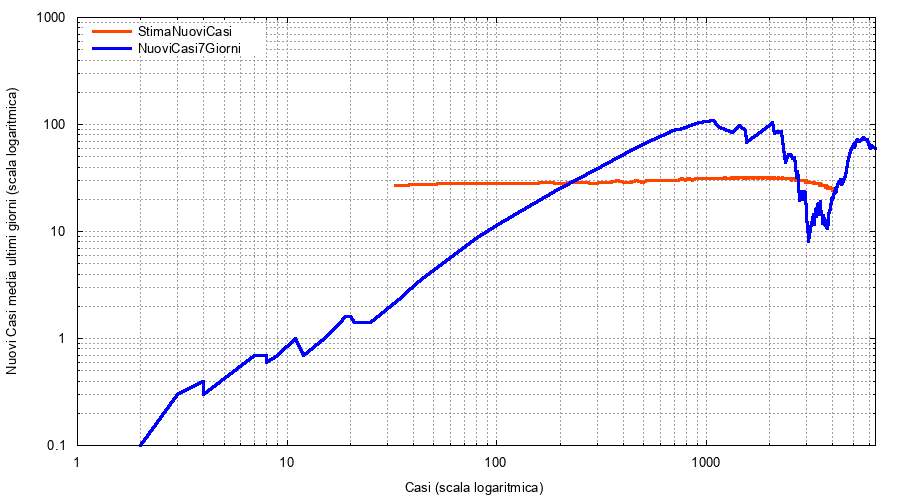 1000
100
10
1
0.1
StimaNuoviCasi
NuoviCasi7Giorni
Nuovi Casi media ultimi giorni (scala logaritmica)
1 10 100 1000
Casi (scala logaritmica)